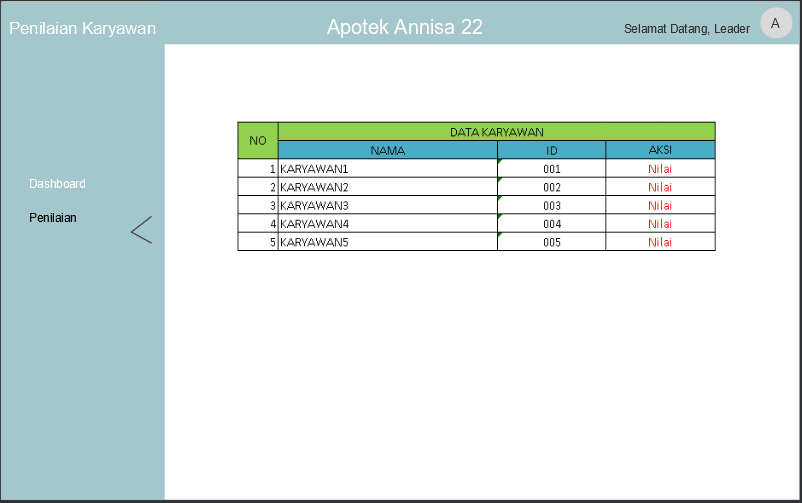 Penilaian Karyawan
Apotek Annisa 22
Selamat Datang, Leader
A
Dashboard
Penilaian
NO DATA KARYAWAN
NAMA ID AKSI
1 KARYAWAN1 001 Nilai
2 KARYAWAN2 002 Nilai
3 KARYAWAN3 003 Nilai
4 KARYAWAN4 004 Nilai
5 KARYAWAN5 005 Nilai